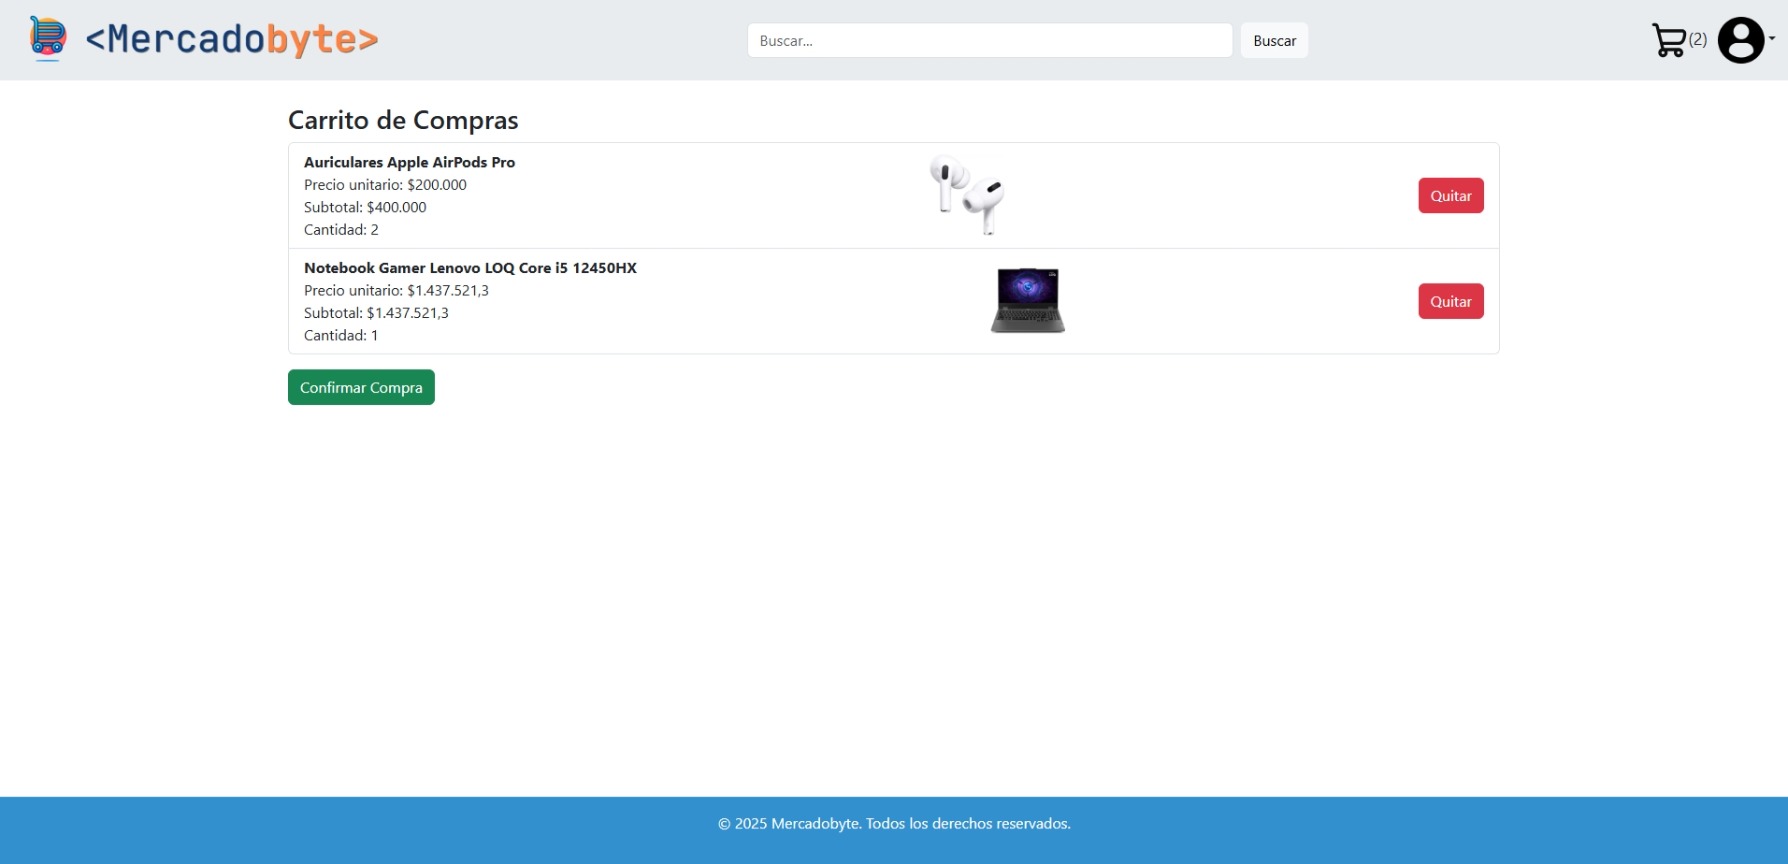 <Mercadobyte>
Buscar...
Buscar
(2)
Carrito de Compras
Auriculares Apple AirPods Pro
Precio unitario: $200.000
Subtotal: $400.000
Cantidad: 2
Quitar
Notebook Gamer Lenovo LOQ Core i5 12450HX
Precio unitario: $1.437.521,3
Subtotal: $1.437.521,3
Cantidad: 1
Quitar
Confirmar Compra
© 2025 Mercadobyte. Todos los derechos reservados.